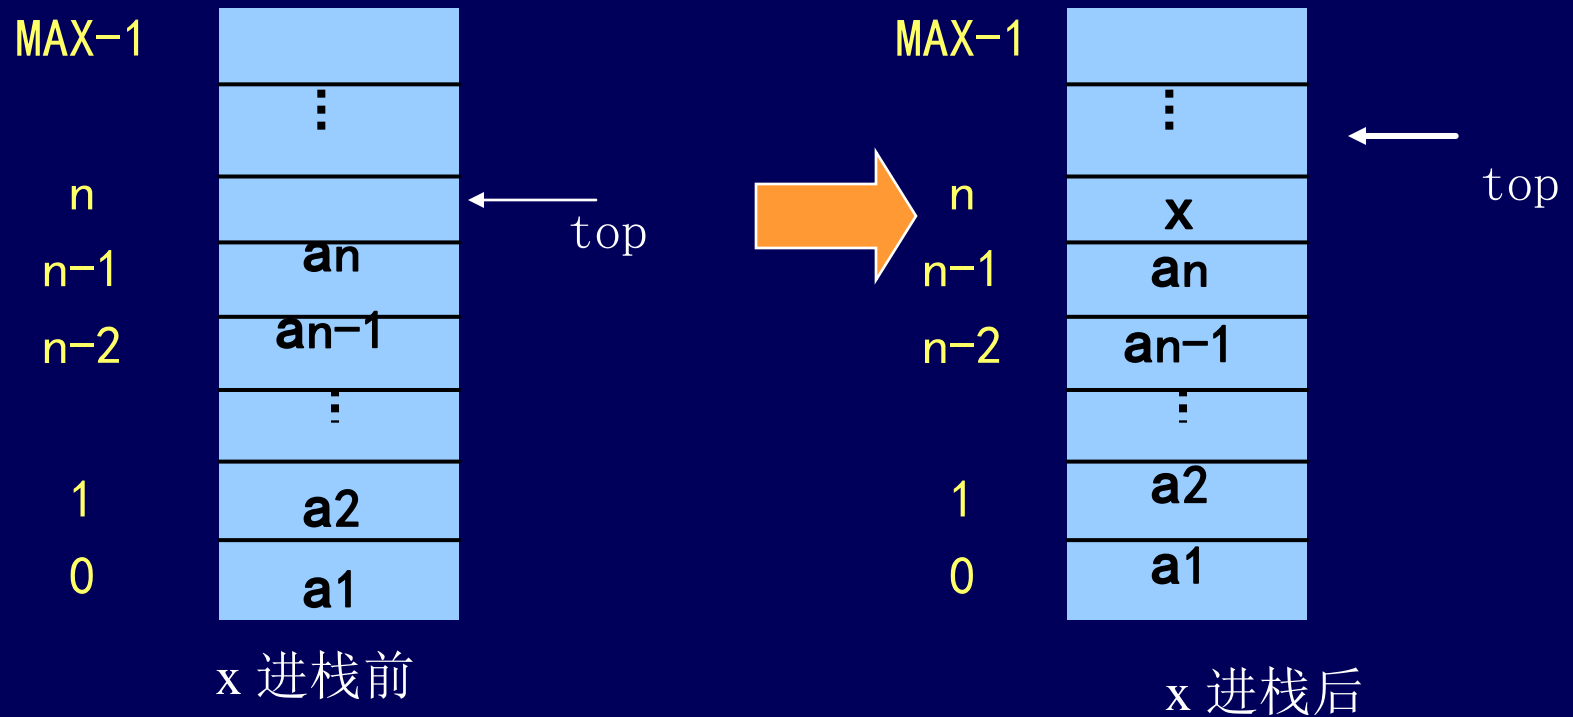 MAX-1
n
n-1
n-2
1
0
⋮
an
an-1
⋮
a2
a1
top
x 进栈前
MAX-1
n
n-1
n-2
1
0
⋮
x
an
an-1
⋮
a2
a1
top
x 进栈后